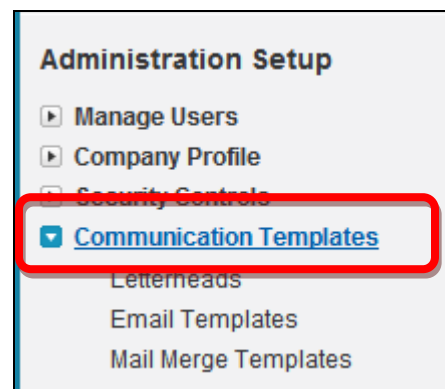 Administration Setup
Manage Users
Company Profile
Security Controls
Communication Templates
Letterheads
Email Templates
Mail Merge Templates